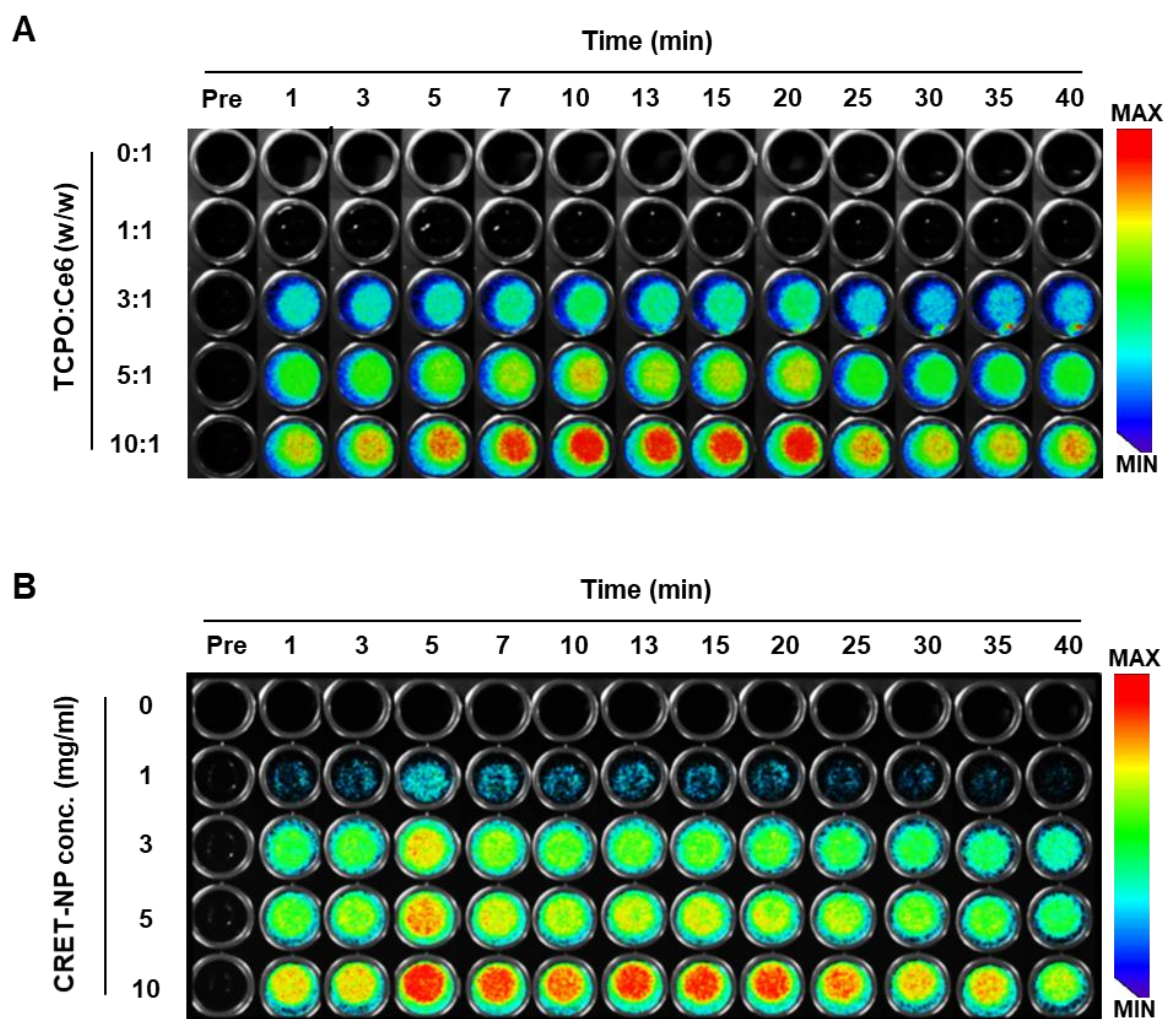 A
Time (min)
Pre 1 3 5 7 10 13 15 20 25 30 35 40
MAX
TCPO:Ce6 (w/w)
0:1
1:1
3:1
5:1
10:1
MIN
B
Time (min)
Pre 1 3 5 7 10 13 15 20 25 30 35 40
MAX
CRET-NP conc. (mg/ml)
0
1
3
5
10
MIN